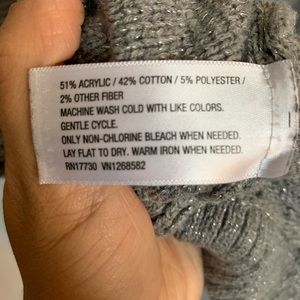 51% ACRYLIC / 42% COTTON / 5% POLYESTER /
2% OTHER FIBER
MACHINE WASH COLD WITH LIKE COLORS.
GENTLE CYCLE.
ONLY NON-CHLORINE BLEACH WHEN NEEDED.
LAY FLAT TO DRY. WARM IRON WHEN NEEDED.
RN17730 VN1268582